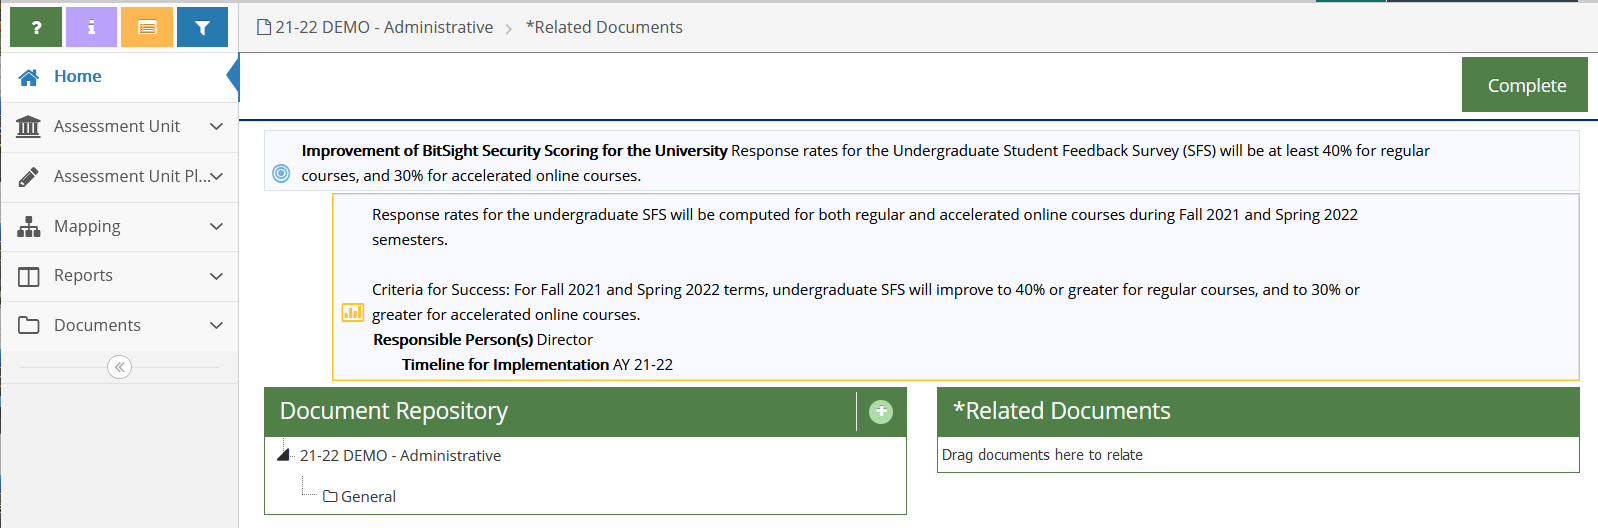 ? i
21-22 DEMO - Administrative > *Related Documents
Home
Assessment Unit
Assessment Unit Pl...
Mapping
Reports
Documents
«
Complete
Improvement of BitSight Security Scoring for the University Response rates for the Undergraduate Student Feedback Survey (SFS) will be at least 40% for regular
courses, and 30% for accelerated online courses.
Response rates for the undergraduate SFS will be computed for both regular and accelerated online courses during Fall 2021 and Spring 2022
semesters.
Criteria for Success: For Fall 2021 and Spring 2022 terms, undergraduate SFS will improve to 40% or greater for regular courses, and to 30% or
greater for accelerated online courses.
Responsible Person(s) Director
Timeline for Implementation AY 21-22
Document Repository
21-22 DEMO - Administrative
General
*Related Documents
Drag documents here to relate